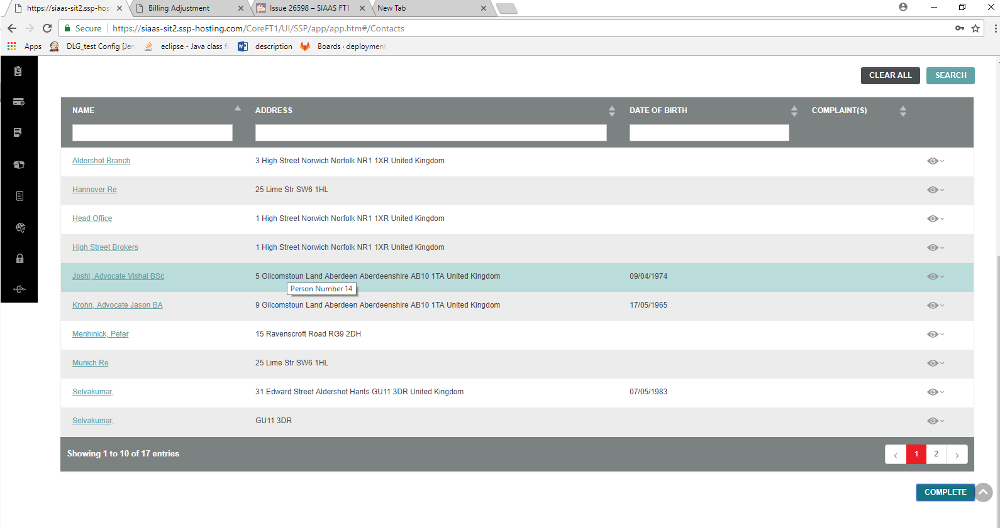 https://siaas-sit2.ssp-host
Billing Adjustment
Issue 26598 – SIAAS FT1
New Tab
Secure
https://siaas-sit2.ssp-hosting.com/CoreFT1/UI/SSP/app/app.htm#/Contacts
Apps
DLG_test Config [Jen
eclipse - Java class fi
description
Boards · deployment
CLEAR ALL
SEARCH
NAME
ADDRESS
DATE OF BIRTH
COMPLAINT(S)
Aldershot Branch
3 High Street Norwich Norfolk NR1 1XR United Kingdom
Hannover Re
25 Lime Str SW6 1HL
Head Office
1 High Street Norwich Norfolk NR1 1XR United Kingdom
High Street Brokers
1 High Street Norwich Norfolk NR1 1XR United Kingdom
Joshi, Advocate Vishal BSc
5 Gilcomstoun Land Aberdeen Aberdeenshire AB10 1TA United Kingdom
09/04/1974
Person Number 14
Krohn, Advocate Jason BA
9 Gilcomstoun Land Aberdeen Aberdeenshire AB10 1TA United Kingdom
17/05/1965
Menhinick, Peter
15 Ravenscroft Road RG9 2DH
Munich Re
25 Lime Str SW6 1HL
Selvakumar,
31 Edward Street Aldershot Hants GU11 3DR United Kingdom
07/05/1983
Selvakumar,
GU11 3DR
Showing 1 to 10 of 17 entries
‹
1
2
›
COMPLETE